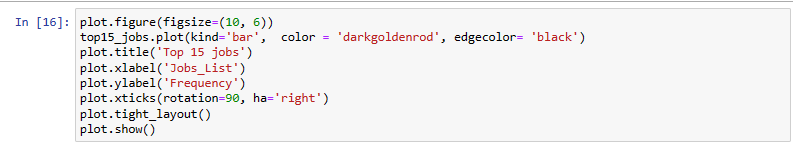 In [16]: plot.figure(figsize=(10, 6))
top15_jobs.plot(kind='bar',  color = 'darkgoldenrod', edgecolor= 'black')
plot.title('Top 15 jobs')
plot.xlabel('Jobs_List')
plot.ylabel('Frequency')
plot.xticks(rotation=90, ha='right')
plot.tight_layout()
plot.show()